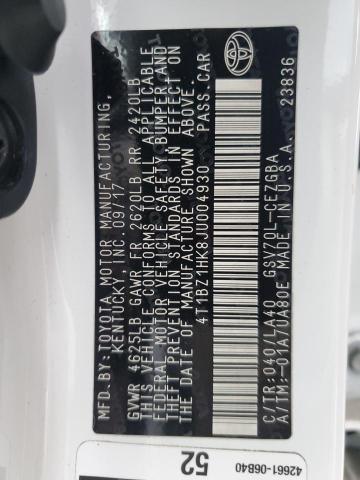 MFD.BY:TOYOTA MOTOR MANUFACTURING,
KENTUCKY, INC. 09/17
GVWR 4625LB GAWR FR 2620LB RR 2420LB
THIS VEHICLE CONFORMS TO ALL APPLICABLE
FEDERAL MOTOR VEHICLE SAFETY, BUMPER AND
THEFT PREVENTION STANDARDS IN EFFECT ON
THE DATE OF MANUFACTURE SHOWN ABOVE.
4T1BZ1HK8JU004990 PASS.CAR
C/TR:040/LA40 GSV70L-CEZGBA
A/TM:-01A/UA80E MADE IN U.S.A. 23836
52
42661-06B40